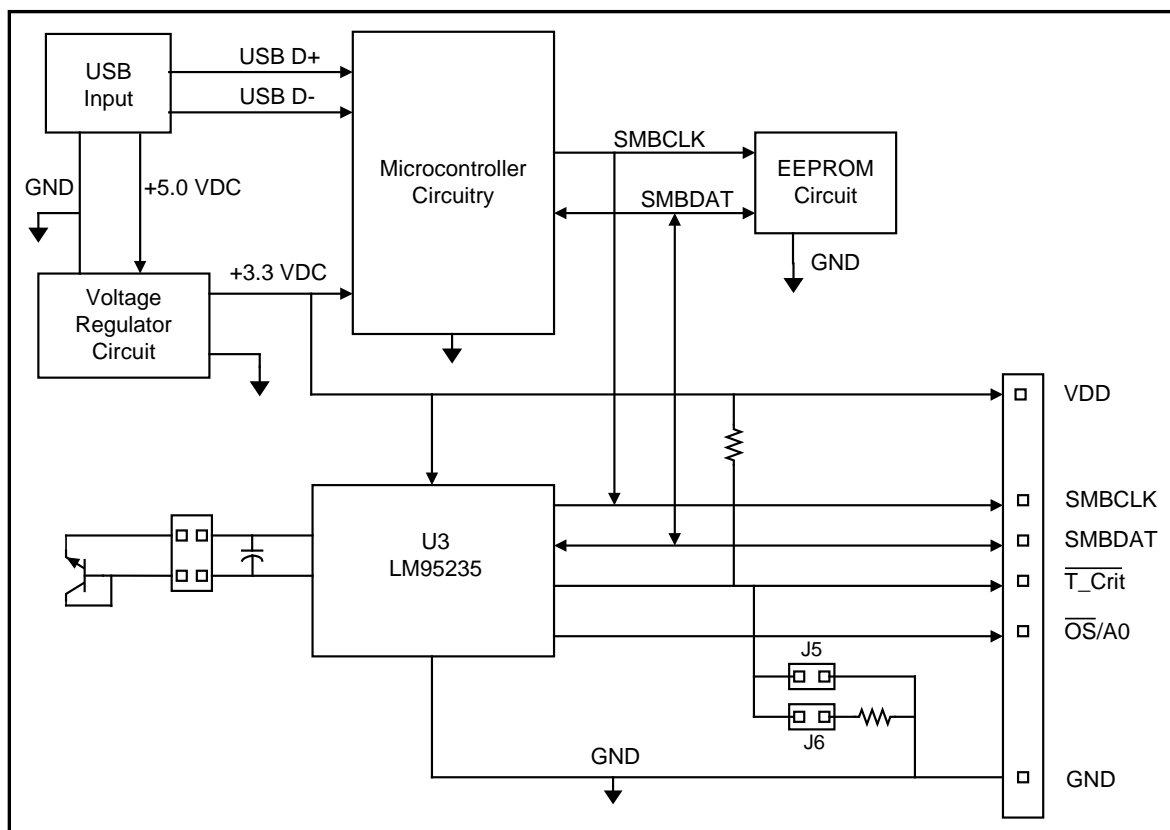 USB
Input
USB D+
USB D-
GND
+5.0 VDC
Microcontroller
Circuitry
SMBCLK
SMBDAT
EEPROM
Circuit
GND
Voltage
Regulator
Circuit
+3.3 VDC
VDD
U3
LM95235
SMBCLK
SMBDAT
T_Crit
OS/A0
J5
J6
GND
GND